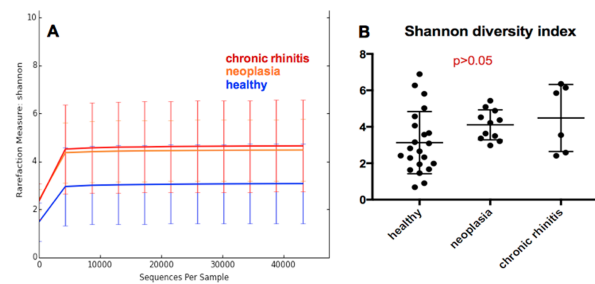 A
chronic rhinitis
neoplasia
healthy
Rarefaction Measure: shannon
8
6
4
2
0
0
10000
20000
30000
40000
Sequences Per Sample
B
Shannon diversity index
p>0.05
8
6
4
2
0
healthy
neoplasia
chronic rhinitis